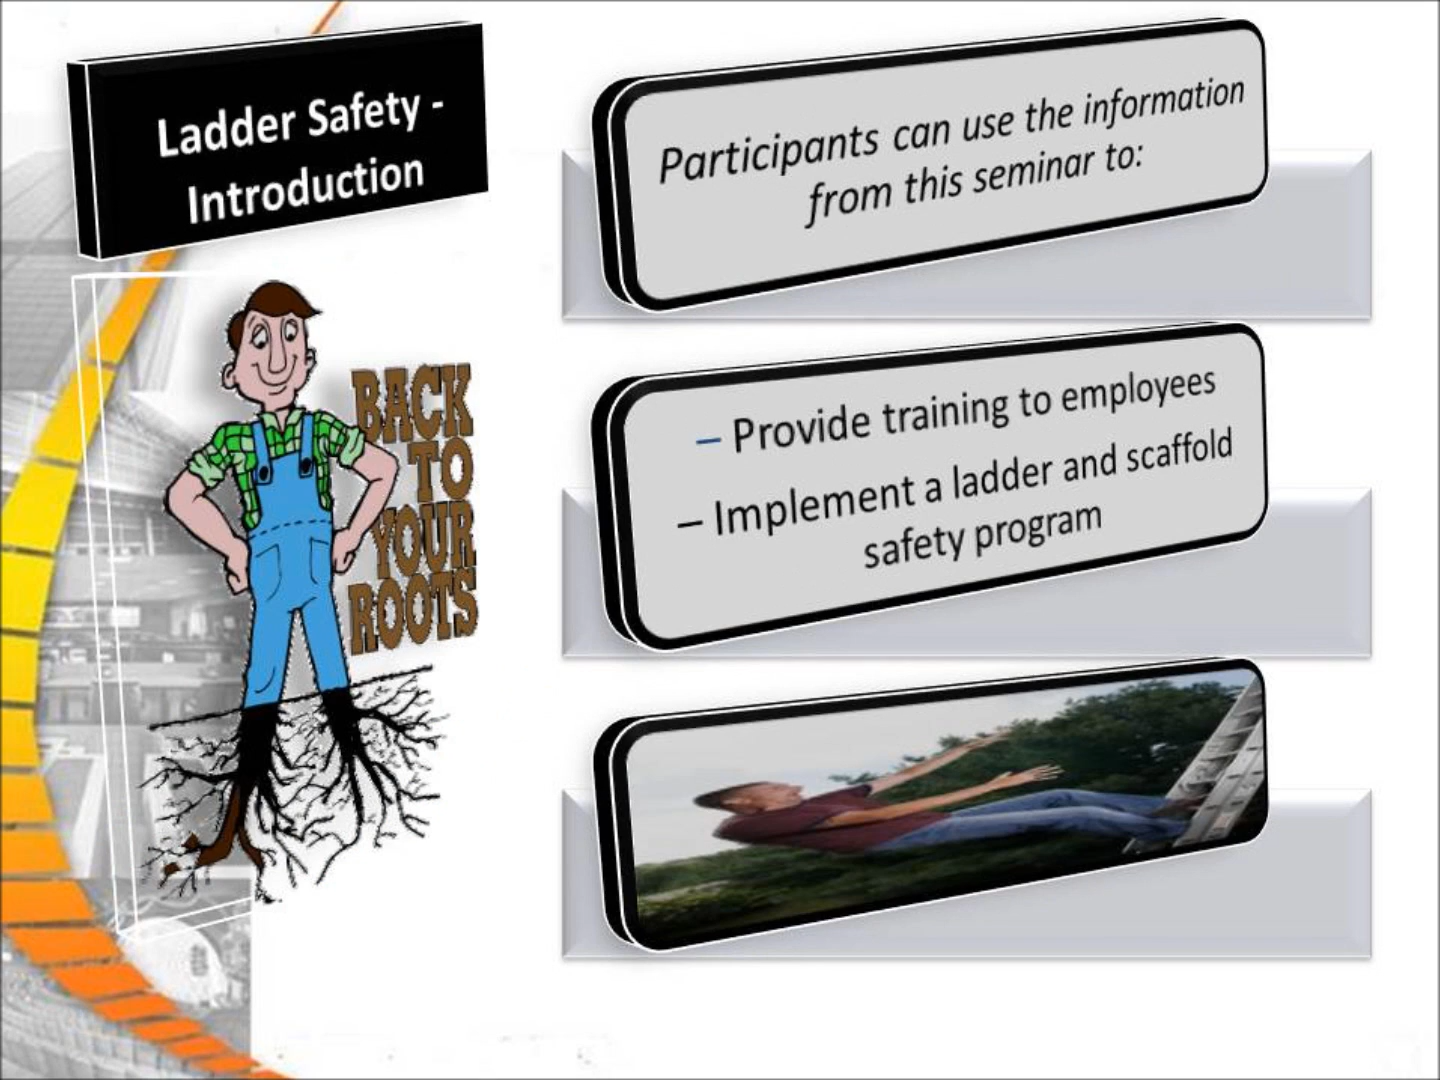 Ladder Safety -
Introduction
BACK
TO
YOUR
ROOTS
Participants can use the information
from this seminar to:
– Provide training to employees
– Implement a ladder and scaffold
safety program